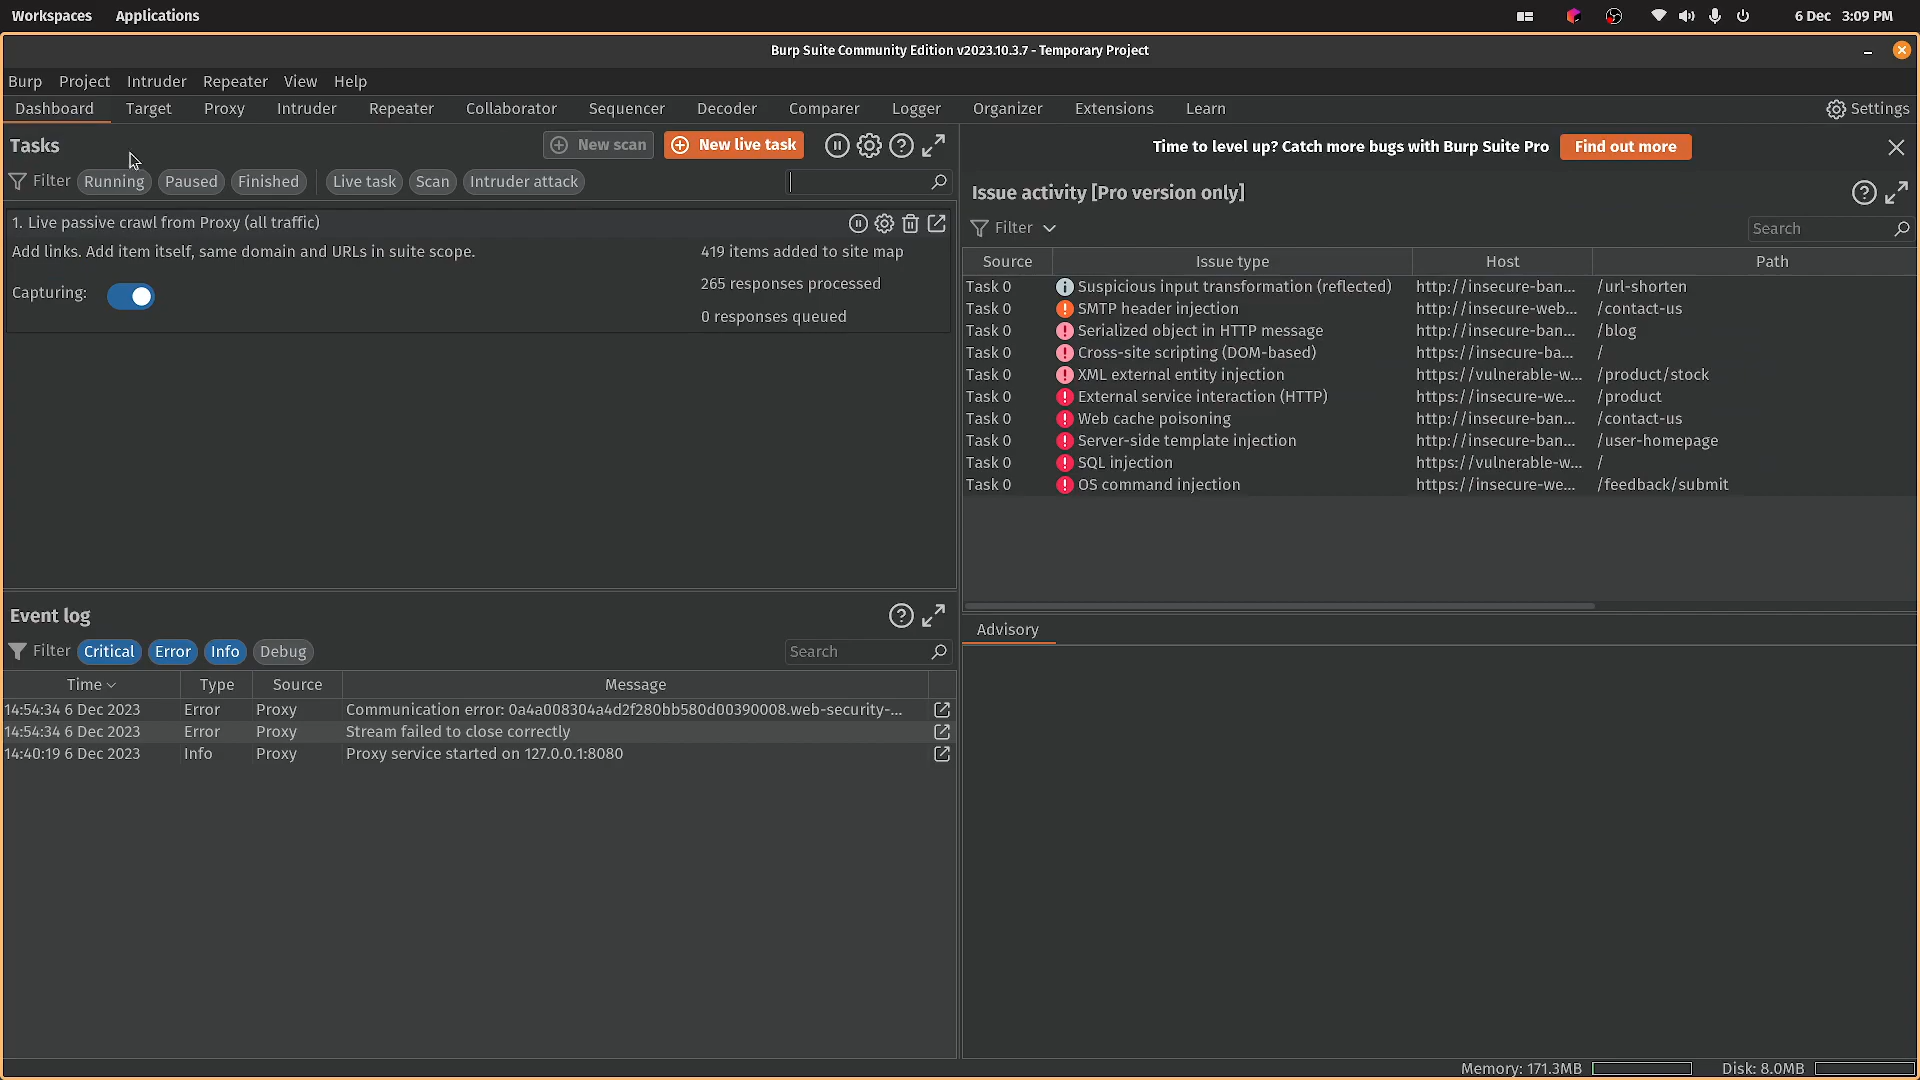 Workspaces Applications 6 Dec 3:09 PM
Burp Suite Community Edition v2023.10.3.7 - Temporary Project
Burp Project Intruder Repeater View Help
Dashboard Target Proxy Intruder Repeater Collaborator Sequencer Decoder Comparer Logger Organizer Extensions Learn Settings
Tasks New scan New live task
Filter Running Paused Finished Live task Scan Intruder attack
1. Live passive crawl from Proxy (all traffic)
Add links. Add item itself, same domain and URLs in suite scope. 419 items added to site map
265 responses processed
Capturing:
0 responses queued
Event log
Filter Critical Error Info Debug Search
Time Type Source Message
14:54:34 6 Dec 2023 Error Proxy Communication error: 0a4a008304a4d2f280bb580d00390008.web-security-...
14:54:34 6 Dec 2023 Error Proxy Stream failed to close correctly
14:40:19 6 Dec 2023 Info Proxy Proxy service started on 127.0.0.1:8080
Time to level up? Catch more bugs with Burp Suite Pro Find out more
Issue activity [Pro version only]
Filter Search
Source Issue type Host Path
Task 0 Suspicious input transformation (reflected) http://insecure-ban... /url-shorten
Task 0 SMTP header injection http://insecure-web... /contact-us
Task 0 Serialized object in HTTP message http://insecure-ban... /blog
Task 0 Cross-site scripting (DOM-based) https://insecure-ba... /
Task 0 XML external entity injection https://vulnerable-w... /product/stock
Task 0 External service interaction (HTTP) https://insecure-we... /product
Task 0 Web cache poisoning http://insecure-ban... /contact-us
Task 0 Server-side template injection http://insecure-ban... /user-homepage
Task 0 SQL injection https://vulnerable-w... /
Task 0 OS command injection https://insecure-we... /feedback/submit
Advisory
Memory: 171.3MB Disk: 8.0MB